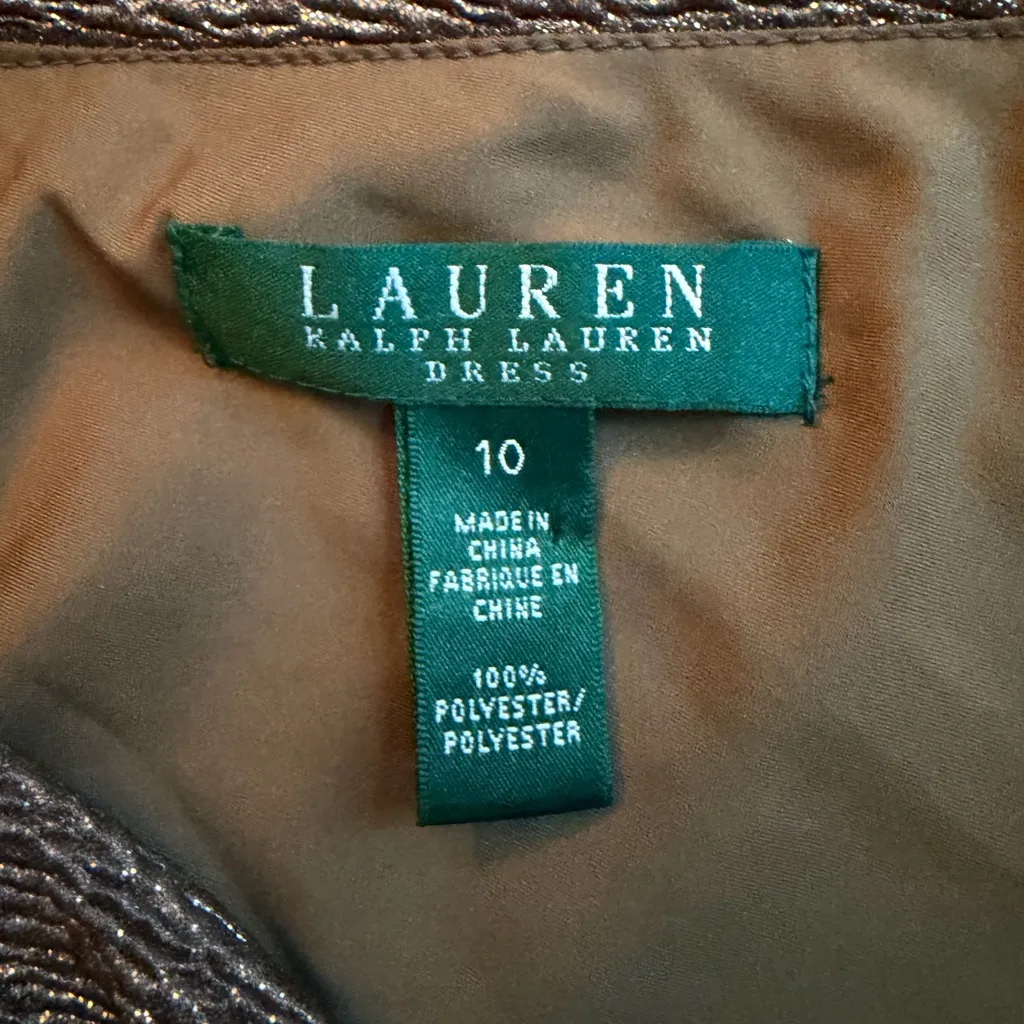 LAUREN
RALPH LAUREN
DRESS
10
MADE IN
CHINA
FABRIQUE EN
CHINE
100%
POLYESTER/
POLYESTER